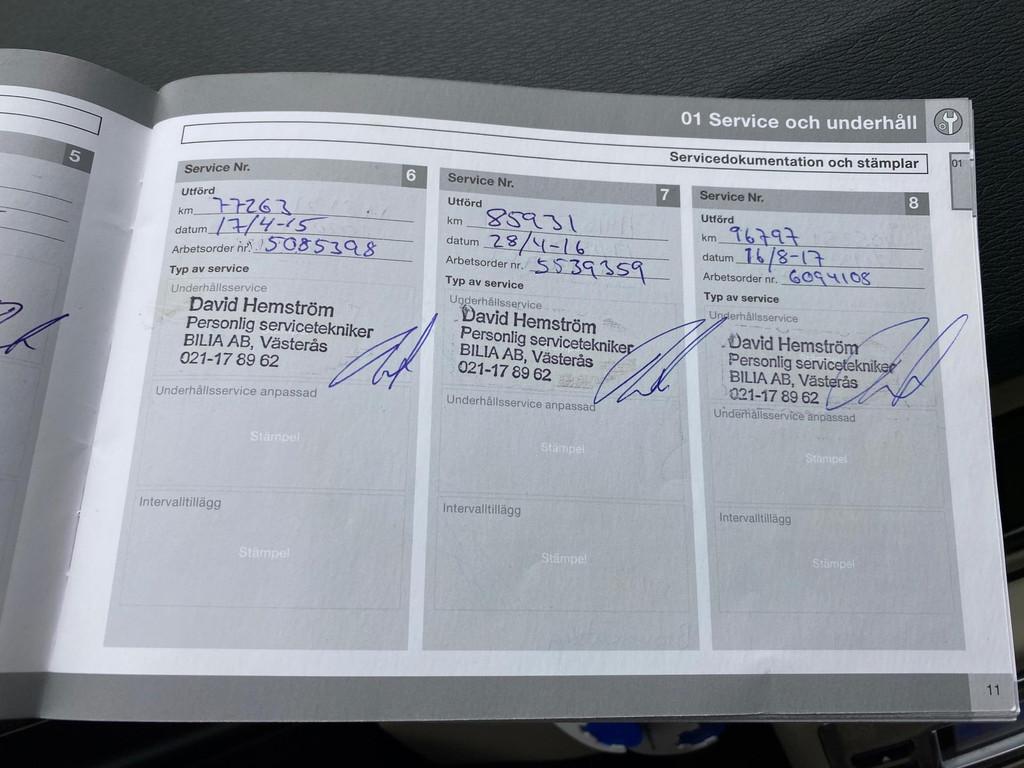 5
01 Service och underhåll
Servicedokumentation och stämplar
01
Service Nr. 6
Utförd
km 77263
datum 17/4-15
Arbetsorder nr. 5085398
Typ av service
Underhållsservice
David Hemström
Personlig servicetekniker
BILIA AB, Västerås
021-17 89 62
Underhållsservice anpassad
Stämpel
Intervalltillägg
Stämpel
Service Nr. 7
Utförd
km 85931
datum 28/4-16
Arbetsorder nr. 5539359
Typ av service
Underhållsservice
David Hemström
Personlig servicetekniker
BILIA AB, Västerås
021-17 89 62
Underhållsservice anpassad
Stämpel
Intervalltillägg
Stämpel
Service Nr. 8
Utförd
km 96797
datum 16/8-17
Arbetsorder nr. 6094108
Typ av service
Underhållsservice
David Hemström
Personlig servicetekniker
BILIA AB, Västerås
021-17 89 62
Underhållsservice anpassad
Stämpel
Intervalltillägg
Stämpel
11